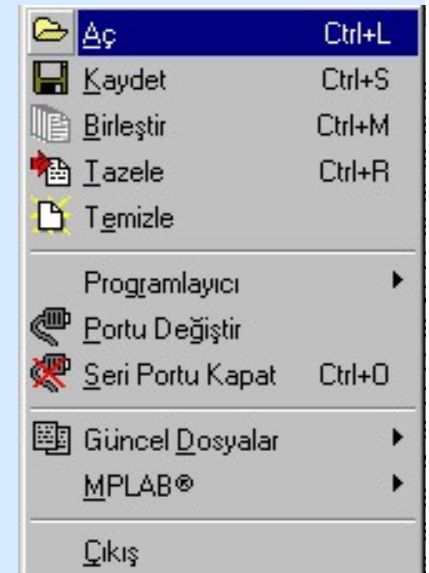 Aç Ctrl+L
Kaydet Ctrl+S
Birleştir Ctrl+M
Tazele Ctrl+R
Temizle
Programlayıcı
Portu Değiştir
Seri Portu Kapat Ctrl+O
Güncel Dosyalar
MPLAB®
Çıkış